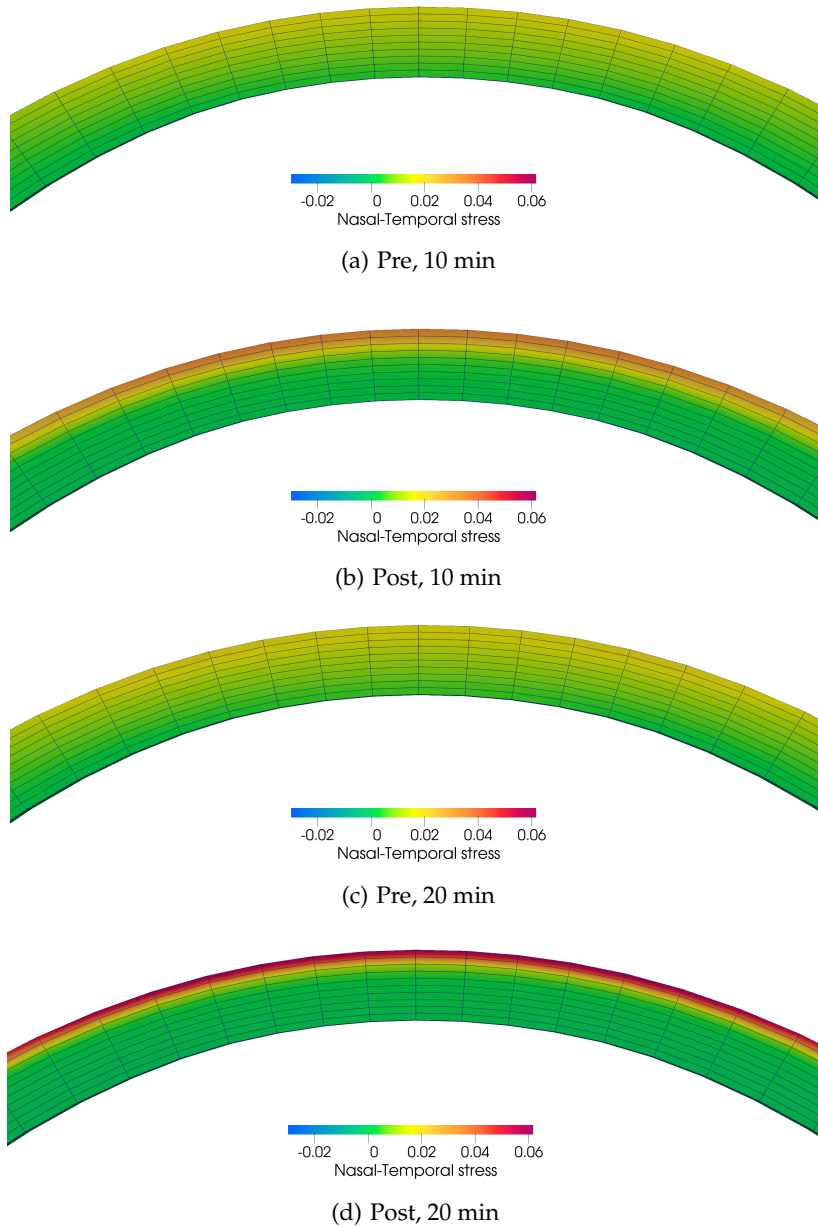 -0.02 0 0.02 0.04 0.06
Nasal-Temporal stress
(a) Pre, 10 min
-0.02 0 0.02 0.04 0.06
Nasal-Temporal stress
(b) Post, 10 min
-0.02 0 0.02 0.04 0.06
Nasal-Temporal stress
(c) Pre, 20 min
-0.02 0 0.02 0.04 0.06
Nasal-Temporal stress
(d) Post, 20 min